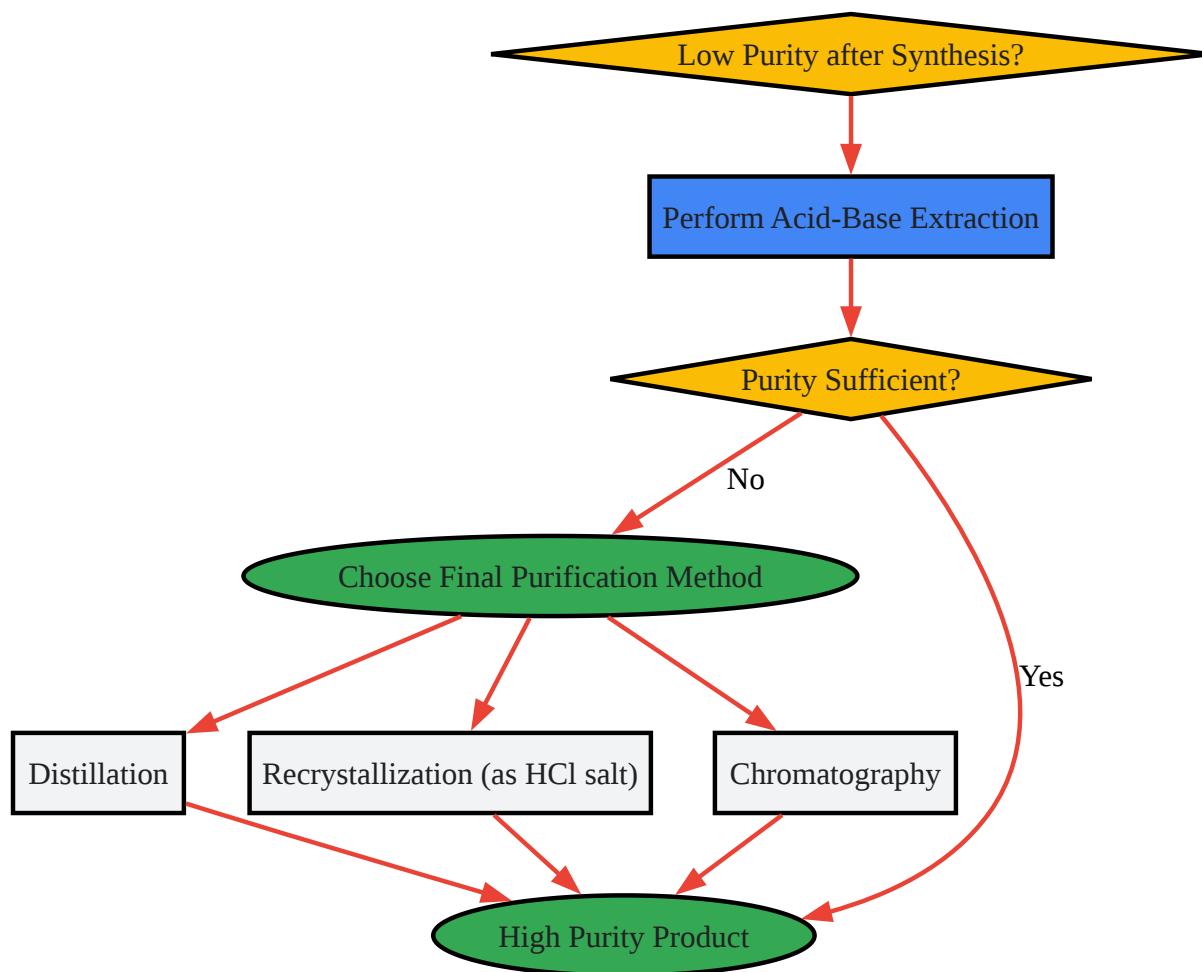 Low Purity after Synthesis?
Perform Acid-Base Extraction
Purity Sufficient?
No
Choose Final Purification Method
Yes
Distillation
Recrystallization (as HCl salt)
Chromatography
High Purity Product